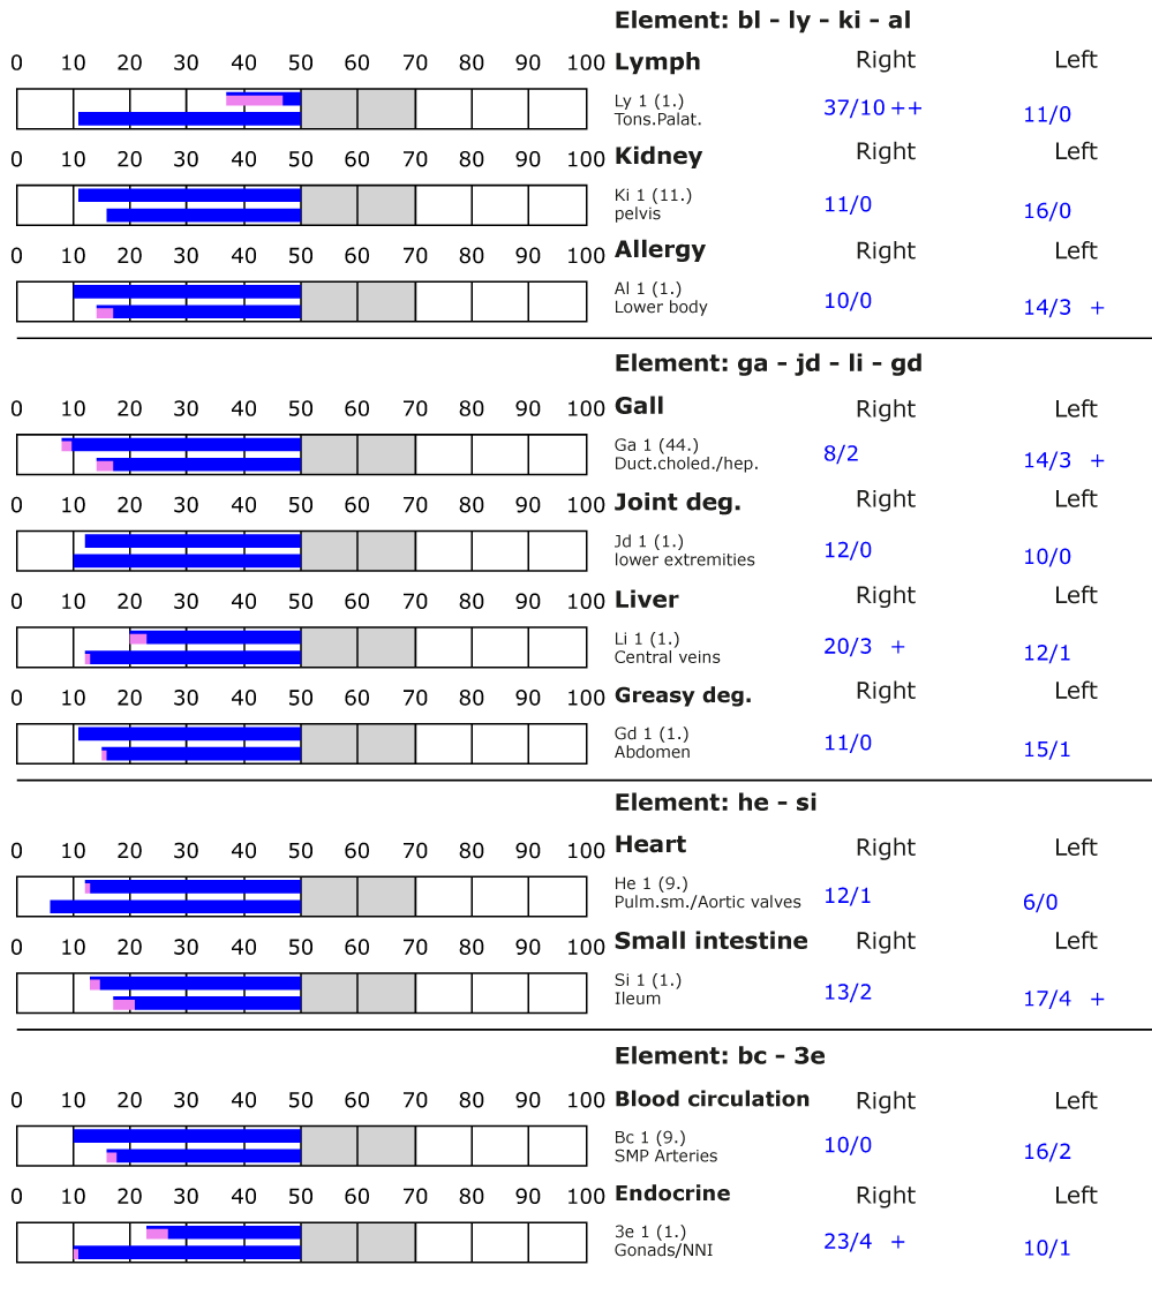 Element: bl - ly - ki - al
0 10 20 30 40 50 60 70 80 90 100 Lymph Right Left
Ly 1 (1.)
Tons.Palat. 37/10 ++ 11/0
0 10 20 30 40 50 60 70 80 90 100 Kidney Right Left
Ki 1 (11.)
pelvis 11/0 16/0
0 10 20 30 40 50 60 70 80 90 100 Allergy Right Left
Al 1 (1.)
Lower body 10/0 14/3 +
Element: ga - jd - li - gd
0 10 20 30 40 50 60 70 80 90 100 Gall Right Left
Ga 1 (44.)
Duct.choled./hep. 8/2 14/3 +
0 10 20 30 40 50 60 70 80 90 100 Joint deg. Right Left
Jd 1 (1.)
lower extremities 12/0 10/0
0 10 20 30 40 50 60 70 80 90 100 Liver Right Left
Li 1 (1.)
Central veins 20/3 + 12/1
0 10 20 30 40 50 60 70 80 90 100 Greasy deg. Right Left
Gd 1 (1.)
Abdomen 11/0 15/1
Element: he - si
0 10 20 30 40 50 60 70 80 90 100 Heart Right Left
He 1 (9.)
Pulm.sm./Aortic valves 12/1 6/0
0 10 20 30 40 50 60 70 80 90 100 Small intestine Right Left
Si 1 (1.)
Ileum 13/2 17/4 +
Element: bc - 3e
0 10 20 30 40 50 60 70 80 90 100 Blood circulation Right Left
Bc 1 (9.)
SMP Arteries 10/0 16/2
0 10 20 30 40 50 60 70 80 90 100 Endocrine Right Left
3e 1 (1.)
Gonads/NNI 23/4 + 10/1